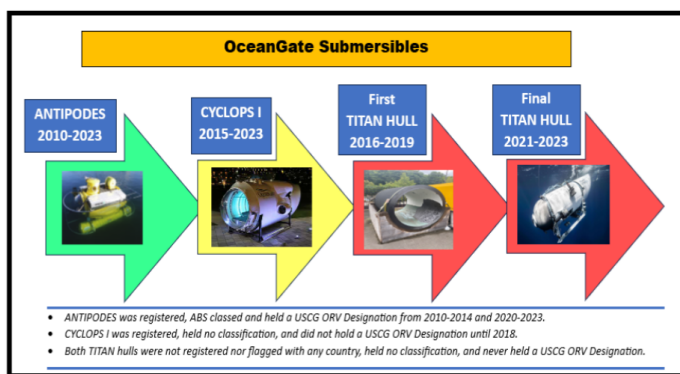 OceanGate Submersibles
ANTIPODES
2010-2023
CYCLOPS I
2015-2023
First
TITAN HULL
2016-2019
Final
TITAN HULL
2021-2023
• ANTIPODES was registered, ABS classed and held a USCG ORV Designation from 2010-2014 and 2020-2023.
• CYCLOPS I was registered, held no classification, and did not hold a USCG ORV Designation until 2018.
• Both TITAN hulls were not registered nor flagged with any country, held no classification, and never held a USCG ORV Designation.